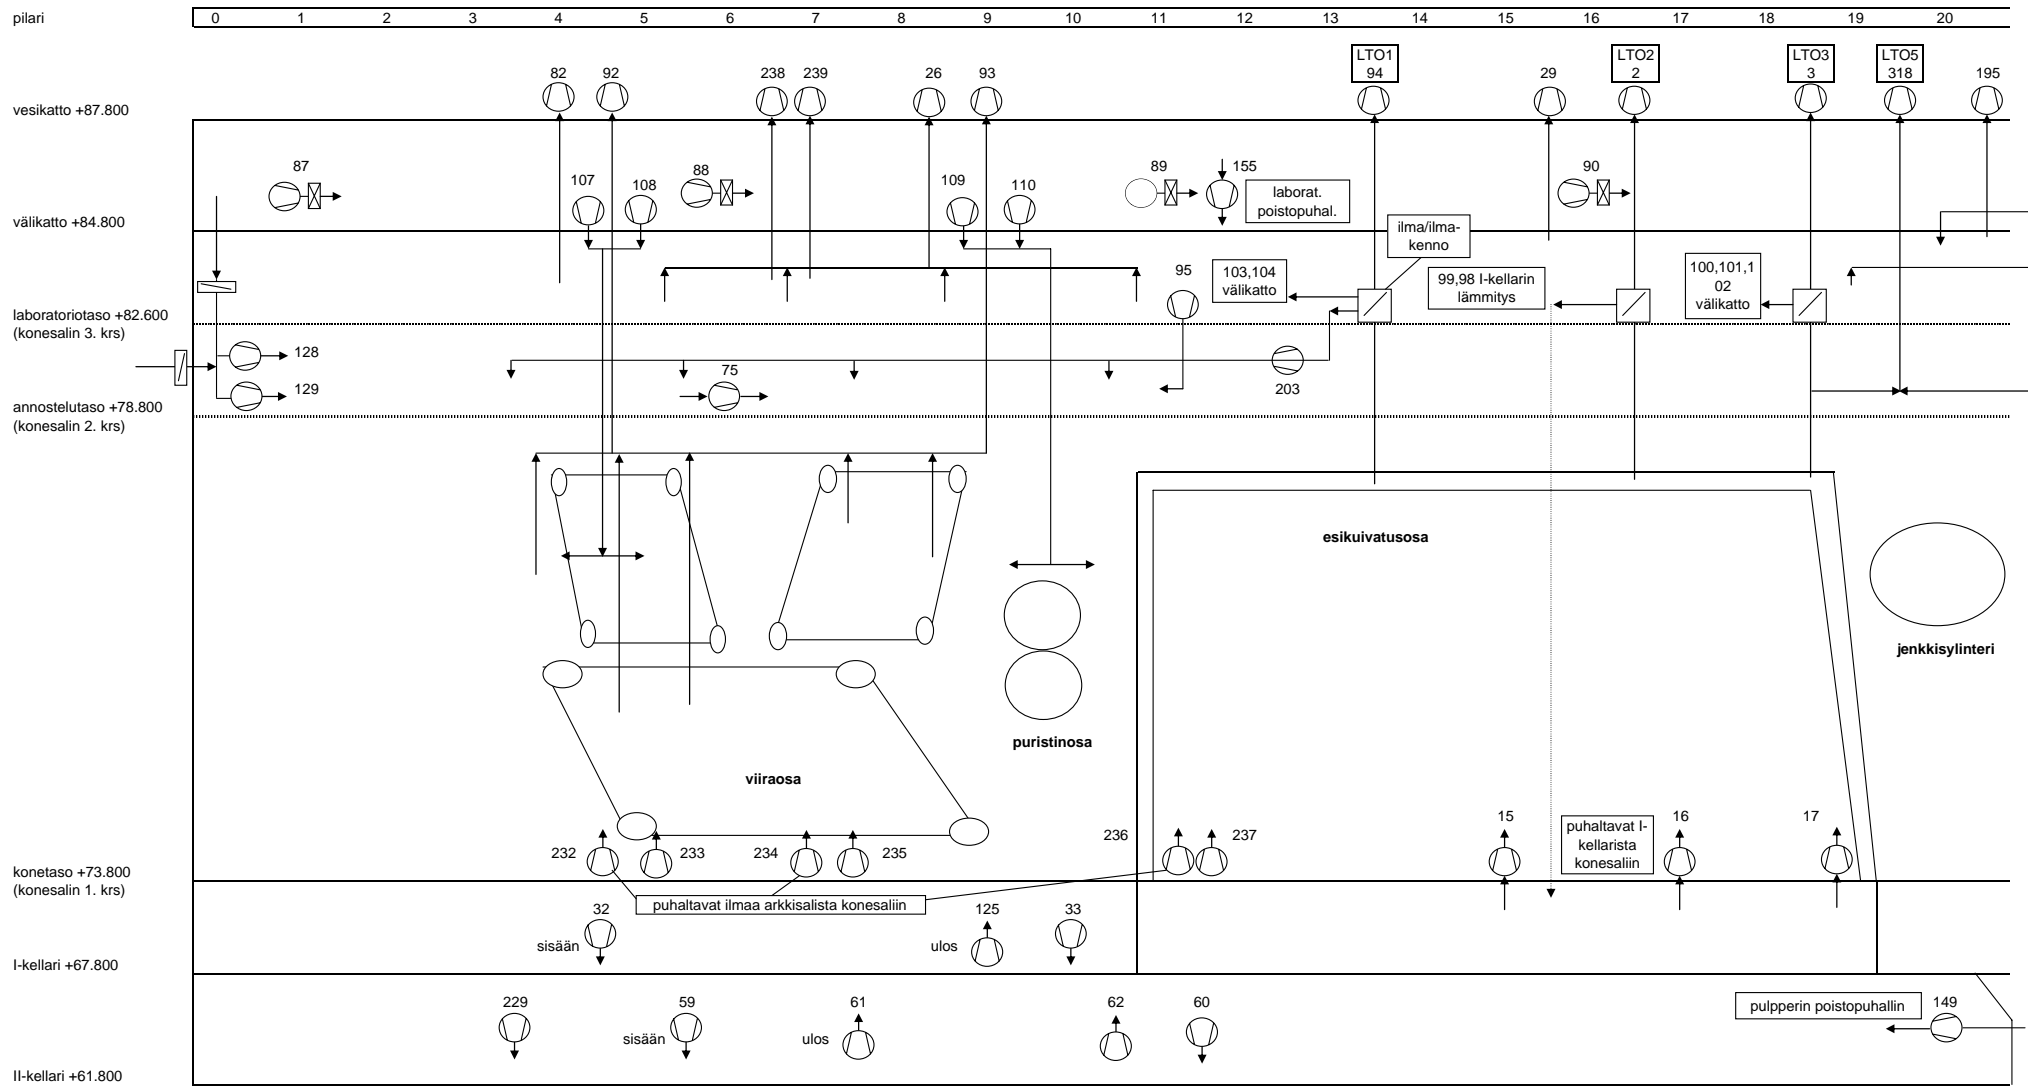 pilari 0 1 2 3 4 5 6 7 8 9 10 11 12 13 14 15 16 17 18 19 20
LTO1
94
LTO2
2
LTO3
3
LTO5
318
82 92 238 239 26 93 29 195
vesikatto +87.800
87 107 108 88 109 110 89 155 90
laborat.
poistopuhal.
välikatto +84.800
ilma/ilma-
kenno
95
103,104
välikatto
99,98 I-kellarin
lämmitys
100,101,1
02
välikatto
laboratoriotaso +82.600
(konesalin 3. krs)
128
75
129
203
annostelutaso +78.800
(konesalin 2. krs)
esikuivatusosa
jenkkisylinteri
puristinosa
viiraosa
232 233 234 235 236 237 15 16 17
puhaltavat I-
kellarista
konesaliin
konetaso +73.800
(konesalin 1. krs)
puhaltavat ilmaa arkkisalista konesaliin
32 125 33
sisään ulos
I-kellari +67.800
229 59 61 62 60 149
pulpperin poistopuhallin
sisään ulos
II-kellari +61.800